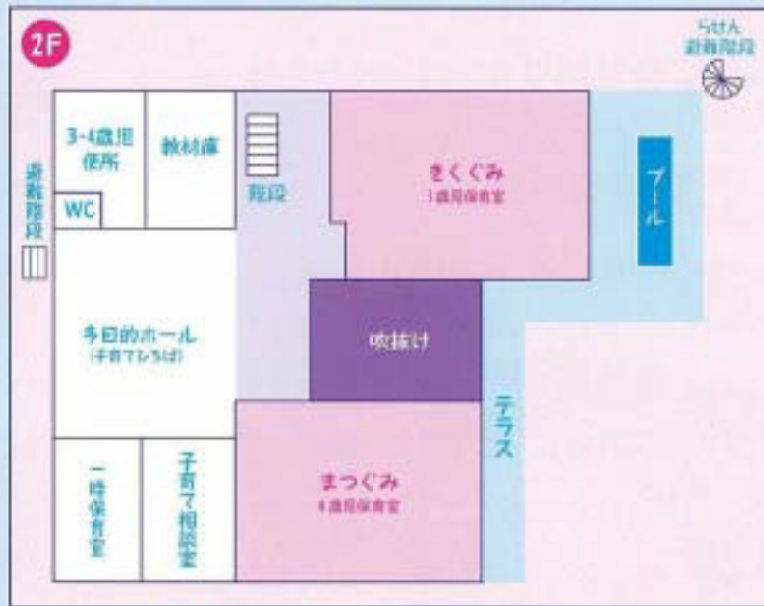 2F
らせん
避難階段
3・4歳児
便所
教材庫
階段
きくぐみ
1歳児保育室
プール
避難階段
WC
多目的ホール
(子育てひろば)
吹抜け
テラス
一時保育室
子育て相談室
まつぐみ
4歳児保育室